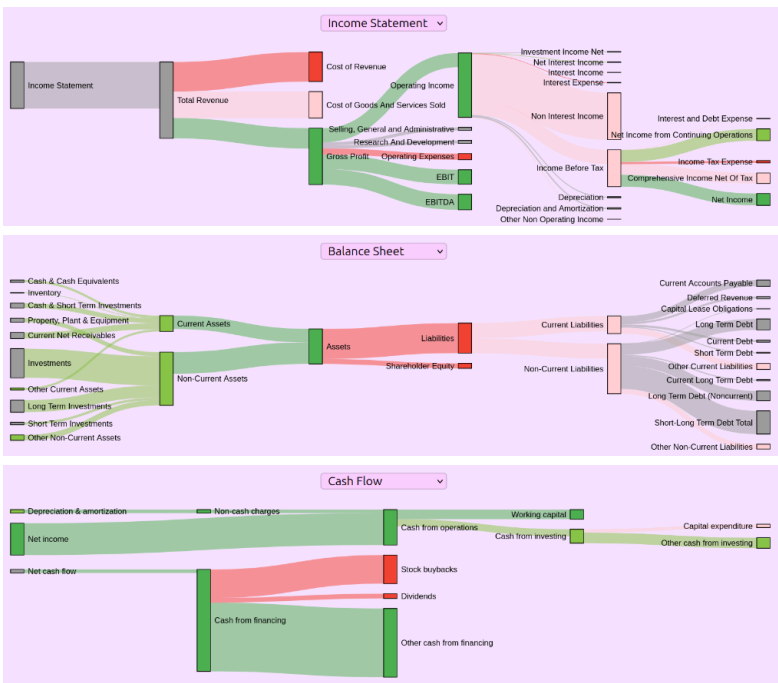 Income Statement
Income Statement
Total Revenue
Cost of Revenue
Cost of Goods And Services Sold
Gross Profit
Operating Income
Selling, General and Administrative
Research And Development
Operating Expenses
EBIT
EBITDA
Investment Income Net
Net Interest Income
Interest Income
Interest Expense
Non Interest Income
Income Before Tax
Depreciation
Depreciation and Amortization
Other Non Operating Income
Interest and Debt Expense
Net Income from Continuing Operations
Income Tax Expense
Comprehensive Income Net Of Tax
Net Income
Balance Sheet
Cash & Cash Equivalents
Inventory
Cash & Short Term Investments
Property, Plant & Equipment
Current Net Receivables
Investments
Other Current Assets
Long Term Investments
Short Term Investments
Other Non-Current Assets
Current Assets
Non-Current Assets
Assets
Liabilities
Shareholder Equity
Current Liabilities
Non-Current Liabilities
Current Accounts Payable
Deferred Revenue
Capital Lease Obligations
Long Term Debt
Current Debt
Short Term Debt
Other Current Liabilities
Current Long Term Debt
Long Term Debt (Noncurrent)
Short-Long Term Debt Total
Other Non-Current Liabilities
Cash Flow
Depreciation & amortization
Net income
Net cash flow
Non-cash charges
Cash from financing
Cash from operations
Stock buybacks
Dividends
Other cash from financing
Working capital
Cash from investing
Capital expenditure
Other cash from investing